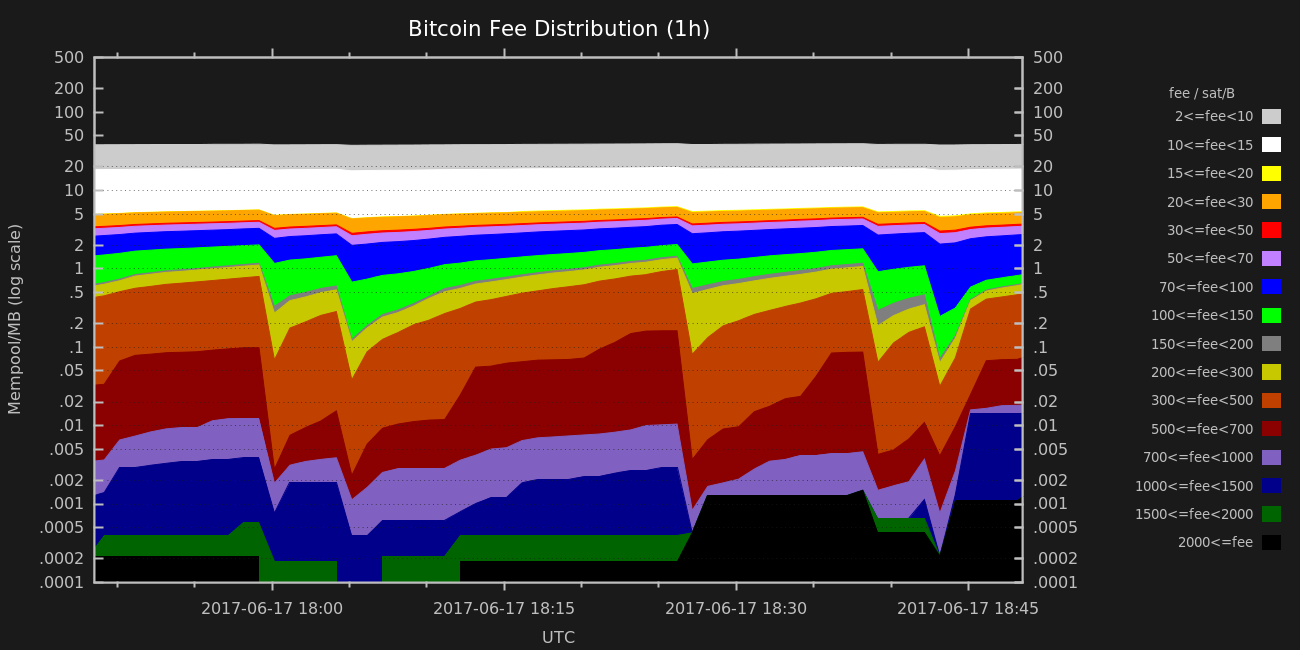 Bitcoin Fee Distribution (1h)
Mempool/MB (log scale)
500
200
100
50
20
10
5
2
1
.5
.2
.1
.05
.02
.01
.005
.002
.001
.0005
.0002
.0001
500
200
100
50
20
10
5
2
1
.5
.2
.1
.05
.02
.01
.005
.002
.001
.0005
.0002
.0001
2017-06-17 18:00
2017-06-17 18:15
2017-06-17 18:30
2017-06-17 18:45
UTC
fee / sat/B
2<=fee<10
10<=fee<15
15<=fee<20
20<=fee<30
30<=fee<50
50<=fee<70
70<=fee<100
100<=fee<150
150<=fee<200
200<=fee<300
300<=fee<500
500<=fee<700
700<=fee<1000
1000<=fee<1500
1500<=fee<2000
2000<=fee